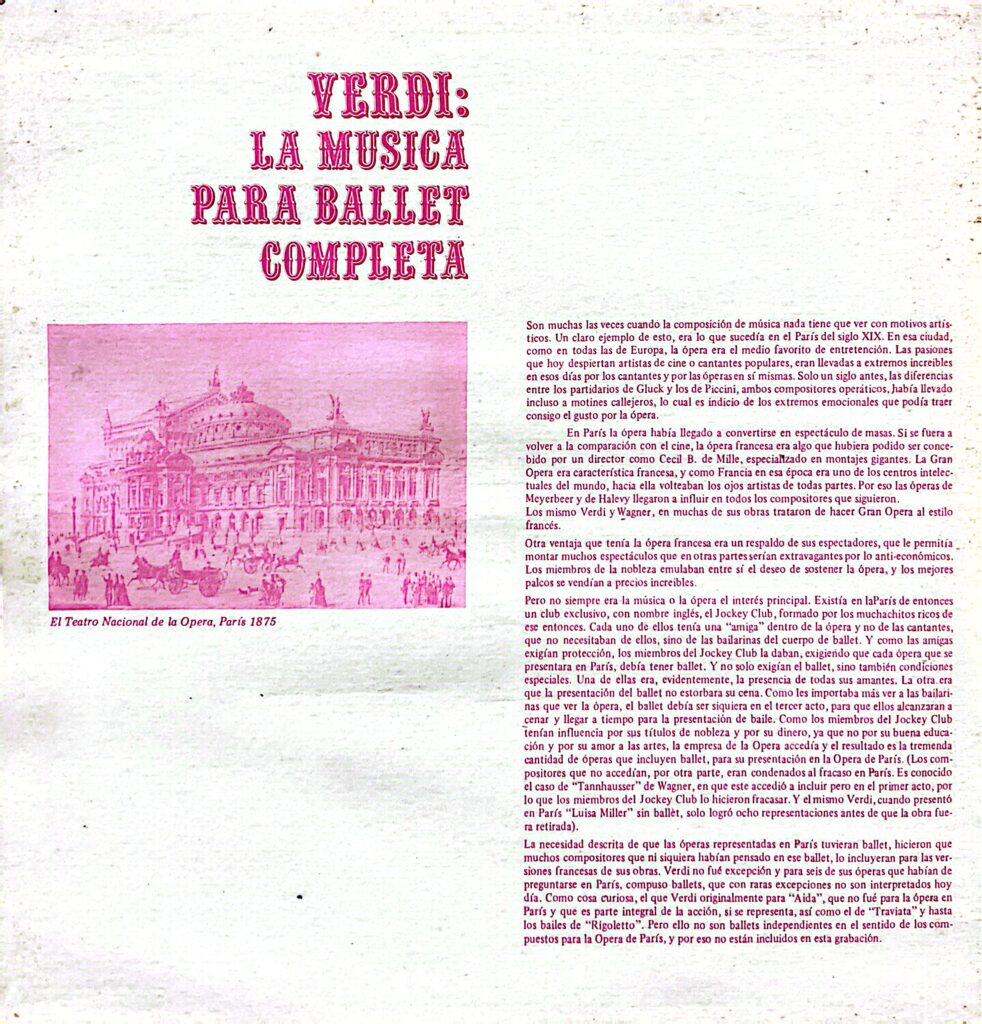 VERDI:
LA MUSICA
PARA BALLET
COMPLETA
El Teatro Nacional de la Opera, París 1875
Son muchas las veces cuando la composición de música nada tiene que ver con motivos artís-
ticos. Un claro ejemplo de esto, era lo que sucedía en el París del siglo XIX. En esa ciudad,
como en todas las de Europa, la ópera era el medio favorito de entretención. Las pasiones
que hoy despiertan artistas de cine o cantantes populares, eran llevadas a extremos increíbles
en esos días por los cantantes y por las óperas en sí mismas. Solo un siglo antes, las diferencias
entre los partidarios de Gluck y los de Piccini, ambos compositores operáticos, había llevado
incluso a motines callejeros, lo cual es indicio de los extremos emocionales que podía traer
consigo el gusto por la ópera.
En París la ópera había llegado a convertirse en espectáculo de masas. Si se fuera a
volver a la comparación con el cine, la ópera francesa era algo que hubiera podido ser conce-
bido por un director como Cecil B. de Mille, especialtzado en montajes gigantes. La Gran
Opera era característica francesa, y como Francia en esa época era uno de los centros intelec-
tuales del mundo, hacia ella volteaban los ojos artistas de todas partes. Por eso las óperas de
Meyerbeer y de Halevy llegaron a influir en todos los compositores que siguieron.
Los mismo Verdi y Wagner, en muchas de sus obras trataron de hacer Gran Opera al estilo
francés.
Otra ventaja que tenía la ópera francesa era un respaldo de sus espectadores, que le permitía
montar muchos espectáculos que en otras partes serían extravagantes por lo anti-económicos.
Los miembros de la nobleza emulaban entre sí el deseo de sostener la ópera, y los mejores
palcos se vendían a precios increíbles.
Pero no siempre era la música o la ópera el interés principal. Existía en laParís de entonces
un club exclusivo, con nombre inglés, el Jockey Club, formado por los muchachitos ricos de
ese entonces. Cada uno de ellos tenía una "amiga" dentro de la ópera y no de las cantantes,
que no necesitaban de ellos, sino de las bailarinas del cuerpo de ballet. Y como las amigas
exigían protección, los miembros del Jockey Club la daban, exigiendo que cada ópera que se
presentara en París, debía tener ballet. Y no solo exigían el ballet, sino también condiciones
especiales. Una de ellas era, evidentemente, la presencia de todas sus amantes. La otra era
que la presentación del ballet no estorbara su cena. Como les importaba más ver a las bailari-
nas que ver la ópera, el ballet debía ser siquiera en el tercer acto, para que ellos alcanzaran a
cenar y llegar a tiempo para la presentación de baile. Como los miembros del Jockey Club
tenían influencia por sus títulos de nobleza y por su dinero, ya que no por su buena educa-
ción y por su amor a las artes, la empresa de la Opera accedía y el resultado es la tremenda
cantidad de óperas que incluyen ballet, para su presentación en la Opera de París. (Los com-
positores que no accedían, por otra parte, eran condenados al fracaso en París. Es conocido
el caso de "Tannhausser" de Wagner, en que este accedió a incluir pero en el primer acto, por
lo que los miembros del Jockey Club lo hicieron fracasar. Y el mismo Verdi, cuando presentó
en París "Luisa Miller" sin ballet, solo logró ocho representaciones antes de que la obra fue-
ra retirada).
La necesidad descrita de que las óperas representadas en París tuvieran ballet, hicieron que
muchos compositores que ni siquiera habían pensado en ese ballet, lo incluyeran para las ver-
siones francesas de sus obras. Verdi no fué excepción y para seis de sus óperas que habían de
preguntarse en París, compuso ballets, que con raras excepciones no son interpretados hoy
día. Como cosa curiosa, el que Verdi originalmente para "Aida", que no fué para la ópera en
París y que es parte integral de la acción, si se representa, así como el de "Traviata" y hasta
los bailes de "Rigoletto". Pero ello no son ballets independientes en el sentido de los com-
puestos para la Opera de París, y por eso no están incluidos en esta grabación.